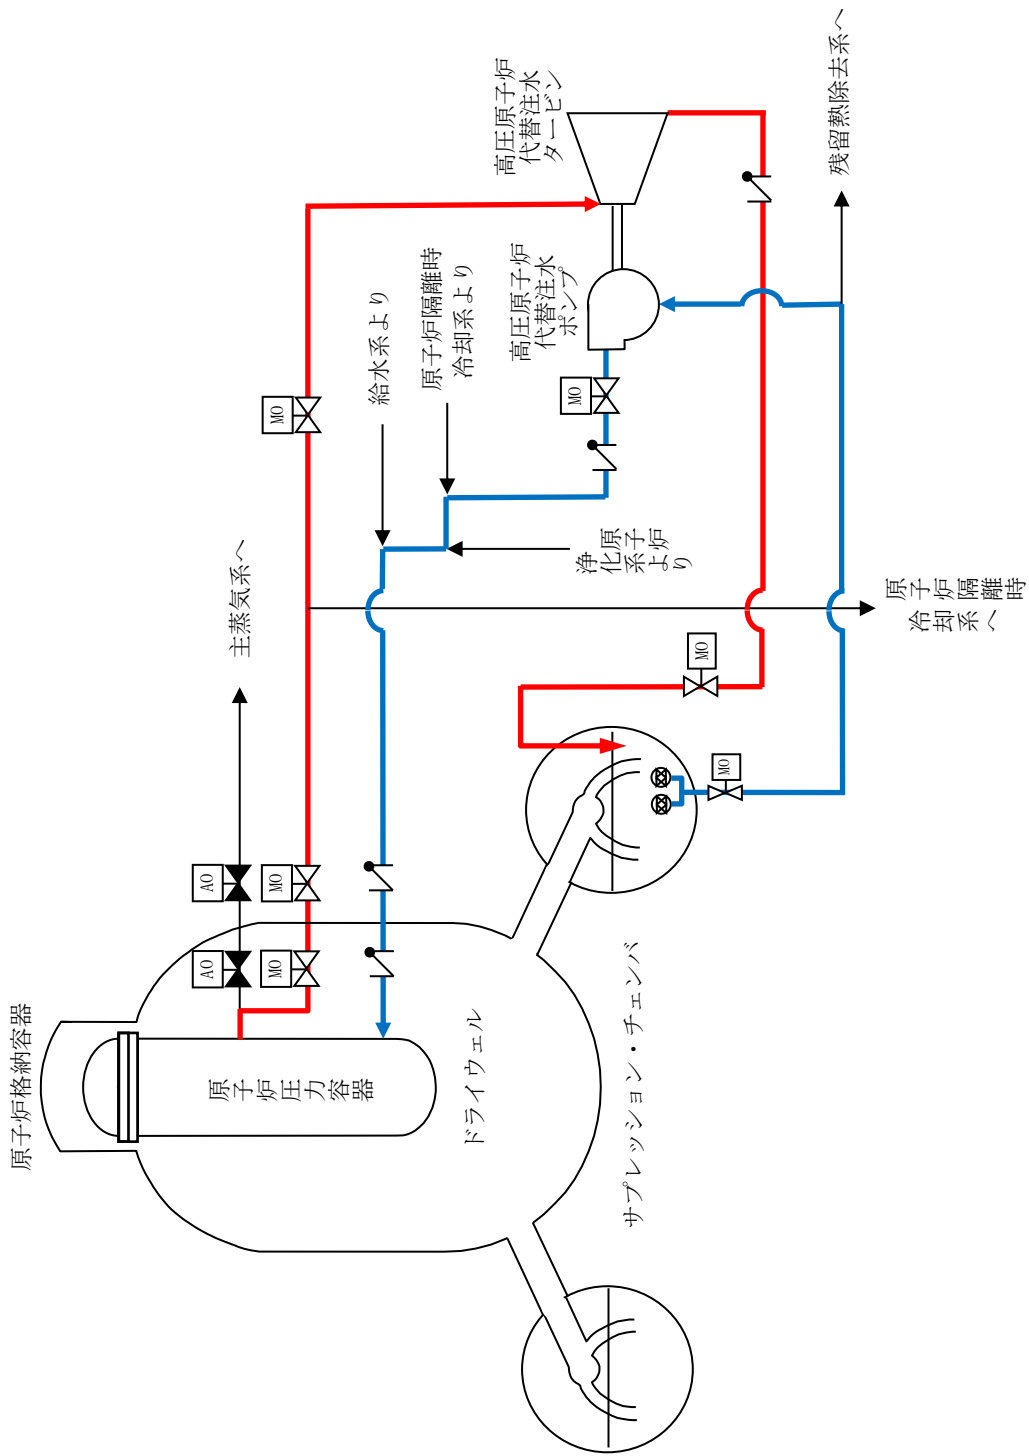 原子炉格納容器
原子炉圧力容器
ドライウェル
サプレッション・チェンバ
主蒸気系へ
AO
AO
MO
MO
MO
給水系より
原子炉隔離時
冷却系より
原子炉
浄化系より
高圧原子炉
代替注水
タービン
高圧原子炉
代替注水
ポンプ
MO
MO
MO
残留熱除去系へ
原子炉隔離時
冷却系へ